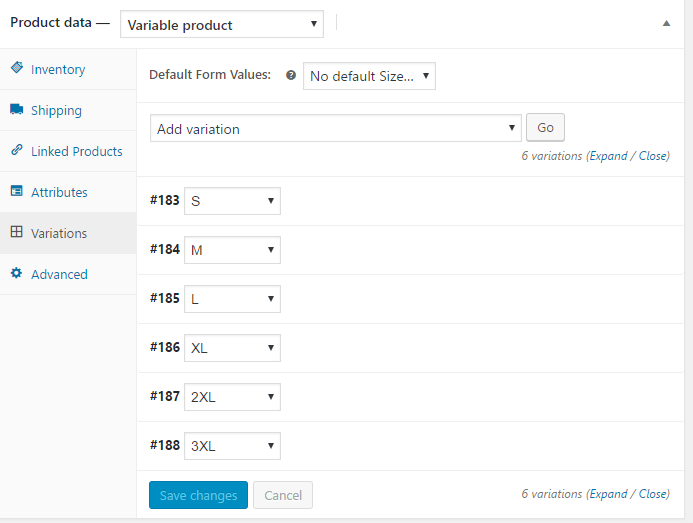 Product data — Variable product
Inventory
Shipping
Linked Products
Attributes
Variations
Advanced
Default Form Values: ? No default Size...
Add variation Go
6 variations (Expand / Close)
#183 S
#184 M
#185 L
#186 XL
#187 2XL
#188 3XL
Save changes Cancel 6 variations (Expand / Close)